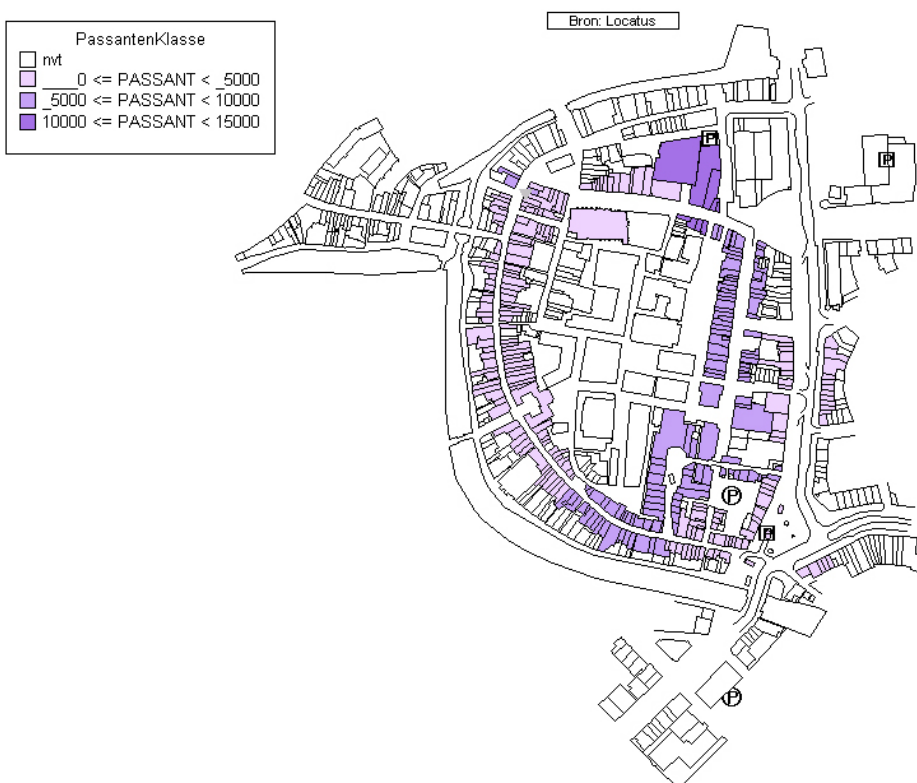 Bron: Locatus
PassantenKlasse
nvt
____0 <= PASSANT < _5000
_5000 <= PASSANT < 10000
10000 <= PASSANT < 15000
P
P
P
P